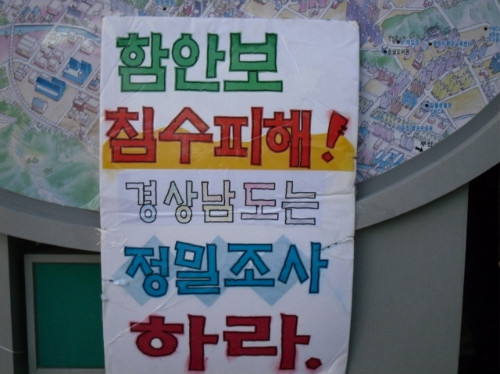 함안보
침수피해!
경상남도는
정밀조사
하라.